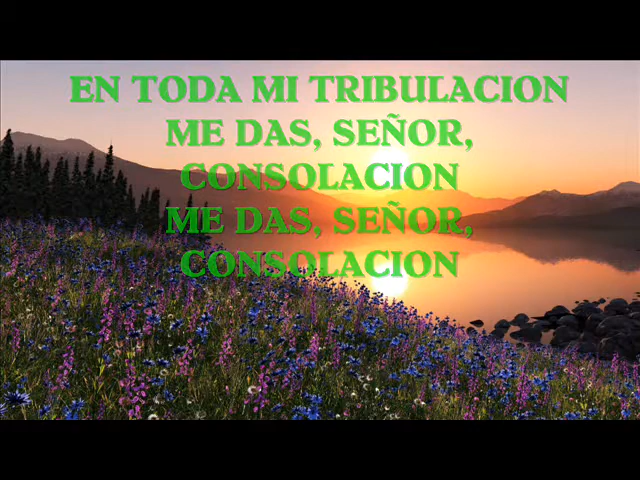 EN TODA MI TRIBULACION
ME DAS, SEÑOR,
CONSOLACION
ME DAS, SEÑOR,
CONSOLACION